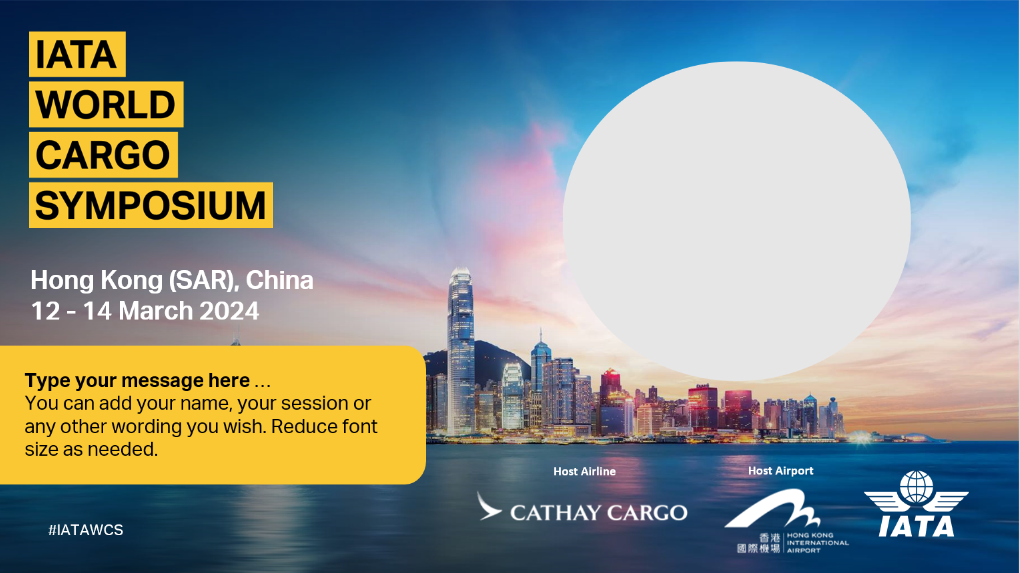 IATA
WORLD
CARGO
SYMPOSIUM
Hong Kong (SAR), China
12 - 14 March 2024
Type your message here …
You can add your name, your session or
any other wording you wish. Reduce font
size as needed.
#IATAWCS
Host Airline
CATHAY CARGO
Host Airport
香港
國際機場
HONG KONG
INTERNATIONAL
AIRPORT
IATA